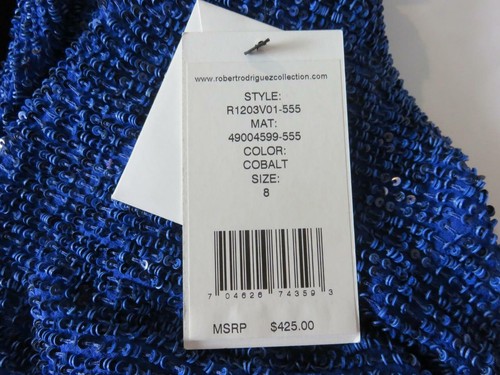 www.robertrodriguezcollection.com
STYLE:
R1203V01-555
MAT:
49004599-555
COLOR:
COBALT
SIZE:
8
7 04626 74359 3
MSRP $425.00